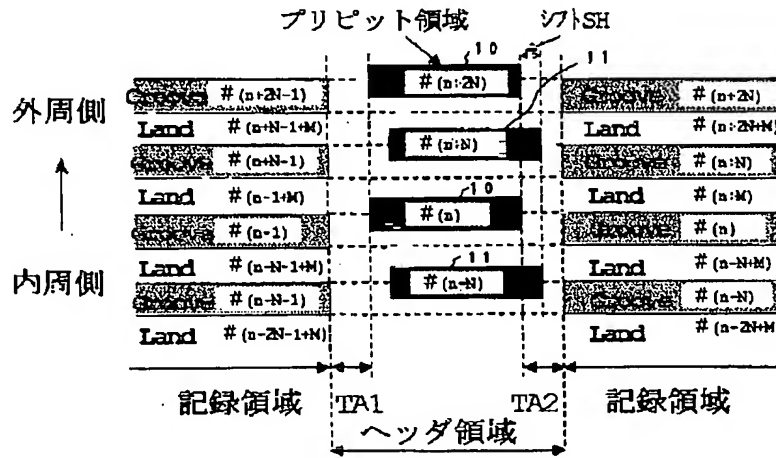 プリピット領域
シフトSH
10
11
#(n:2N)
外周側
Groove #(n+2N-1)
Groove #(n+2N)
Land #(n+N-1+M)
Land #(n:2N+M)
#(n:N)
Groove #(n+N-1)
Groove #(n:N)
Land #(n-1+M)
Land #(n:M)
10
#(n)
Groove #(n-1)
Groove #(n)
Land #(n-N-1+M)
Land #(n-N+M)
11
内周側
#(n-N)
Groove #(n-N-1)
Groove #(n-N)
Land #(n-2N-1+M)
Land #(n-2N+M)
記録領域
TA1
TA2
記録領域
ヘッダ領域